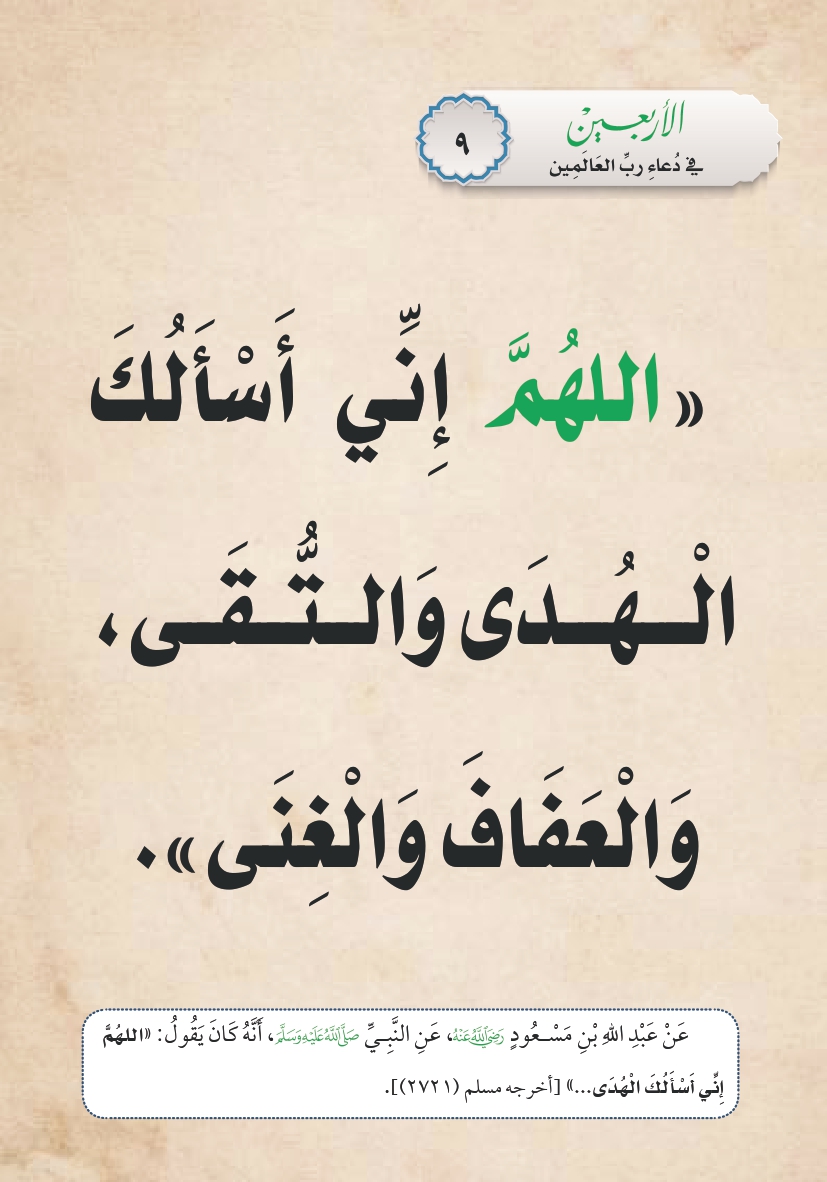 الأربعين
في دُعاءِ ربِّ العَالَمِين
٩
«اللهُمَّ إِنِّي أَسْأَلُكَ
الْهُدَى وَالتُّقَى،
وَالْعَفَافَ وَالْغِنَى».
عَنْ عَبْدِ اللهِ بْنِ مَسْعُودٍ رَضِيَ اللَّهُ عَنْهُ، عَنِ النَّبِيِّ صَلَّى اللَّهُ عَلَيْهِ وَسَلَّمَ، أَنَّهُ كَانَ يَقُولُ: «اللهُمَّ
إِنِّي أَسْأَلُكَ الْهُدَى...» [أخرجه مسلم (٢٧٢١)].